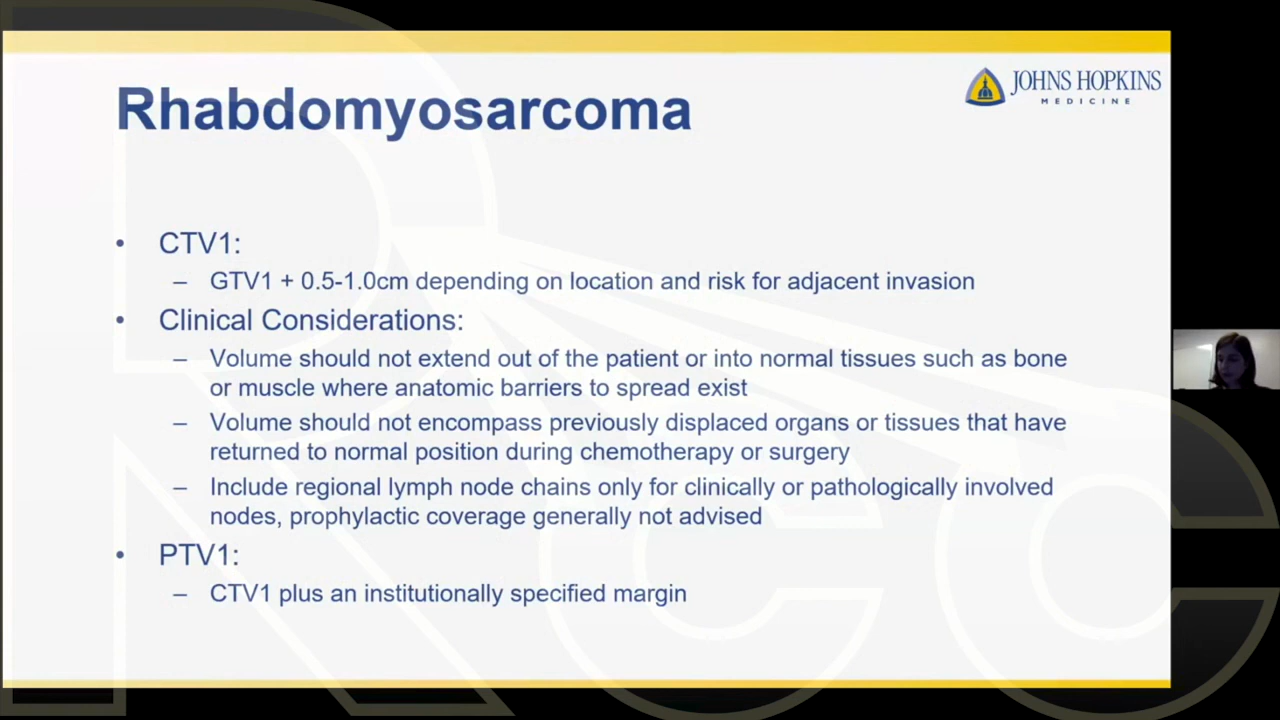 JOHNS HOPKINS
MEDICINE
Rhabdomyosarcoma
• CTV1:
– GTV1 + 0.5-1.0cm depending on location and risk for adjacent invasion
• Clinical Considerations:
– Volume should not extend out of the patient or into normal tissues such as bone
or muscle where anatomic barriers to spread exist
– Volume should not encompass previously displaced organs or tissues that have
returned to normal position during chemotherapy or surgery
– Include regional lymph node chains only for clinically or pathologically involved
nodes, prophylactic coverage generally not advised
• PTV1:
– CTV1 plus an institutionally specified margin